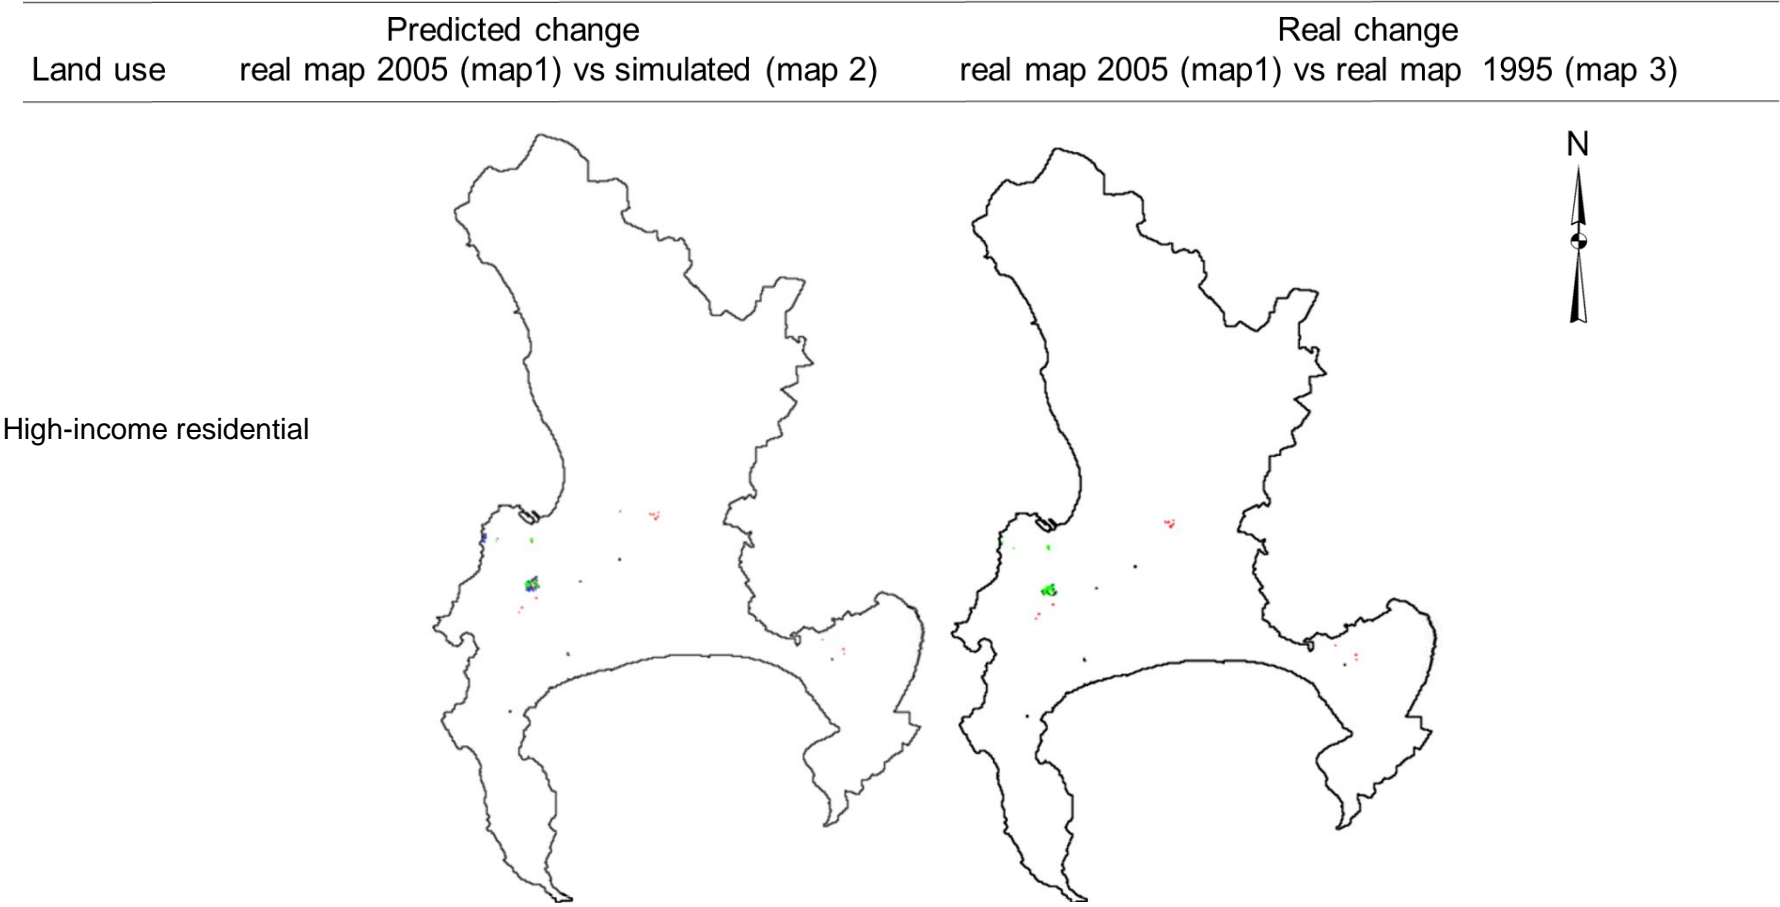 Predicted change
Real change
Land use
real map 2005 (map1) vs simulated (map 2)
real map 2005 (map1) vs real map 1995 (map 3)
N
High-income residential